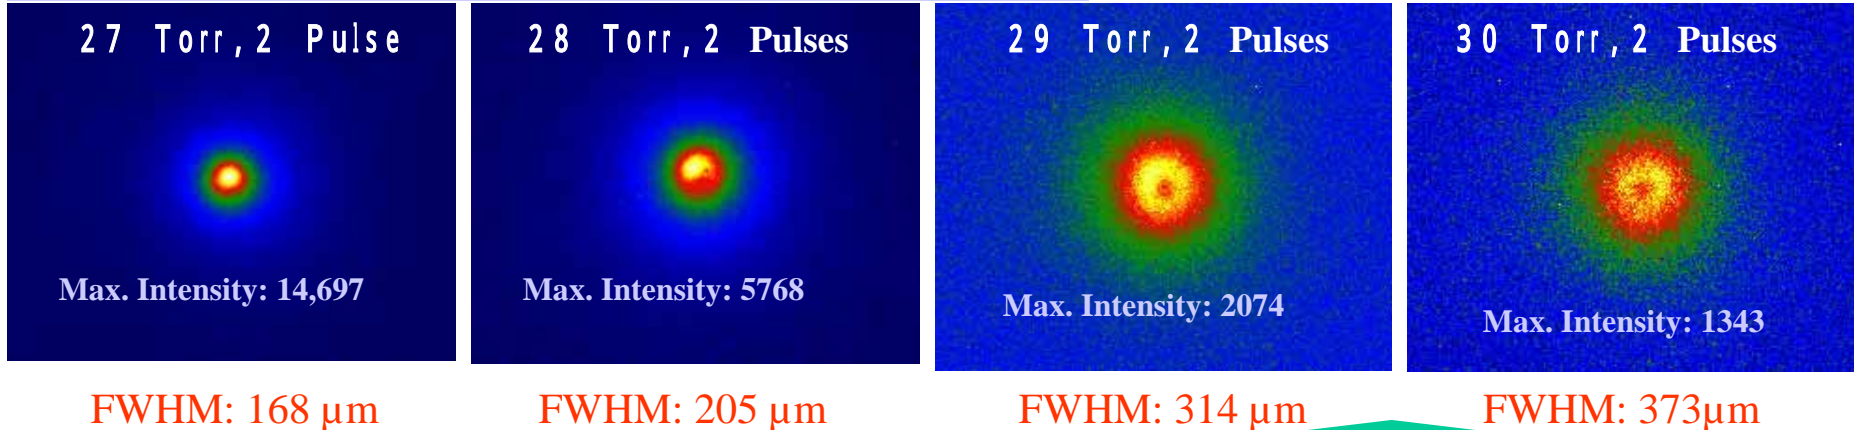 27 Torr,2 Pulse
Max. Intensity: 14,697
FWHM: 168 µm
28 Torr,2 Pulses
Max. Intensity: 5768
FWHM: 205 µm
29 Torr,2 Pulses
Max. Intensity: 2074
FWHM: 314 µm
30 Torr,2 Pulses
Max. Intensity: 1343
FWHM: 373µm